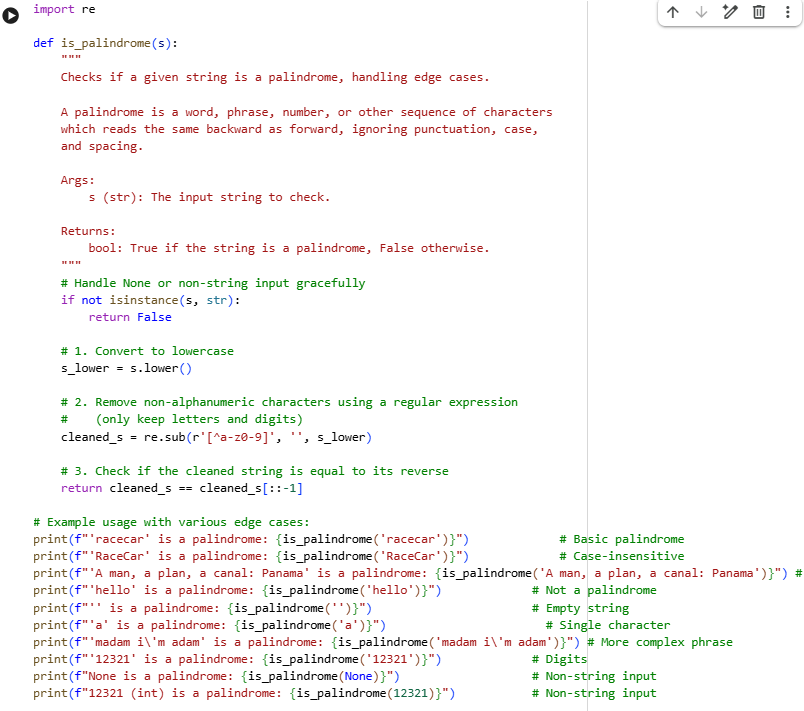 import re

def is_palindrome(s):
    """
    Checks if a given string is a palindrome, handling edge cases.

    A palindrome is a word, phrase, number, or other sequence of characters
    which reads the same backward as forward, ignoring punctuation, case,
    and spacing.

    Args:
        s (str): The input string to check.

    Returns:
        bool: True if the string is a palindrome, False otherwise.
    """
    # Handle None or non-string input gracefully
    if not isinstance(s, str):
        return False

    # 1. Convert to lowercase
    s_lower = s.lower()

    # 2. Remove non-alphanumeric characters using a regular expression
    #    (only keep letters and digits)
    cleaned_s = re.sub(r'[^a-z0-9]', '', s_lower)

    # 3. Check if the cleaned string is equal to its reverse
    return cleaned_s == cleaned_s[::-1]

# Example usage with various edge cases:
print(f"'racecar' is a palindrome: {is_palindrome('racecar')}")             # Basic palindrome
print(f"'RaceCar' is a palindrome: {is_palindrome('RaceCar')}")             # Case-insensitive
print(f"'A man, a plan, a canal: Panama' is a palindrome: {is_palindrome('A man, a plan, a canal: Panama')}") #
print(f"'hello' is a palindrome: {is_palindrome('hello')}")             # Not a palindrome
print(f"'' is a palindrome: {is_palindrome('')}")                       # Empty string
print(f"'a' is a palindrome: {is_palindrome('a')}")                       # Single character
print(f"'madam i\'m adam' is a palindrome: {is_palindrome('madam i\'m adam')}") # More complex phrase
print(f"'12321' is a palindrome: {is_palindrome('12321')}")             # Digits
print(f"None is a palindrome: {is_palindrome(None)}")                   # Non-string input
print(f"12321 (int) is a palindrome: {is_palindrome(12321)}")           # Non-string input